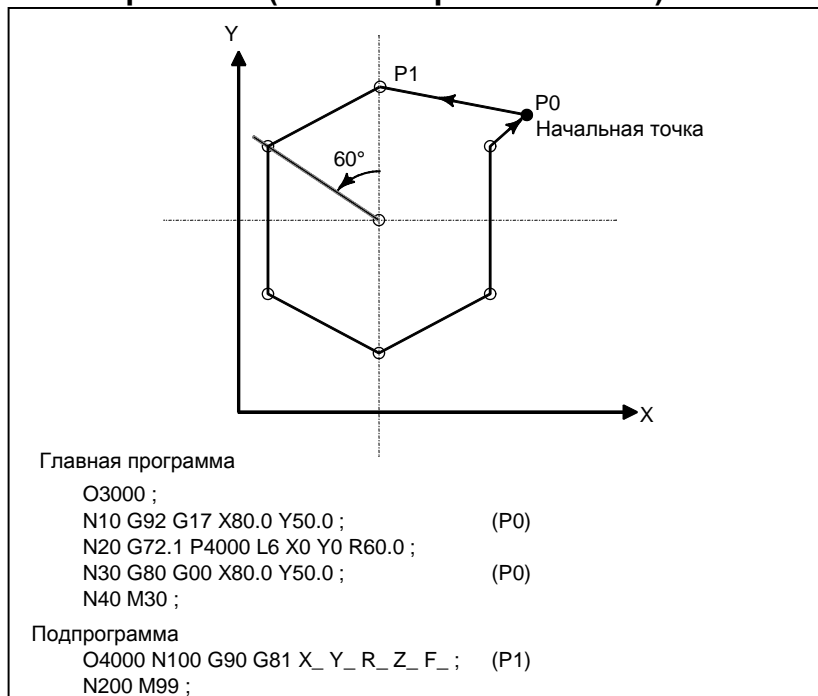 Y
P1
P0
Начальная точка
60°
X
Главная программа
O3000 ;
N10 G92 G17 X80.0 Y50.0 ; (P0)
N20 G72.1 P4000 L6 X0 Y0 R60.0 ;
N30 G80 G00 X80.0 Y50.0 ; (P0)
N40 M30 ;
Подпрограмма
O4000 N100 G90 G81 X_ Y_ R_ Z_ F_ ; (P1)
N200 M99 ;